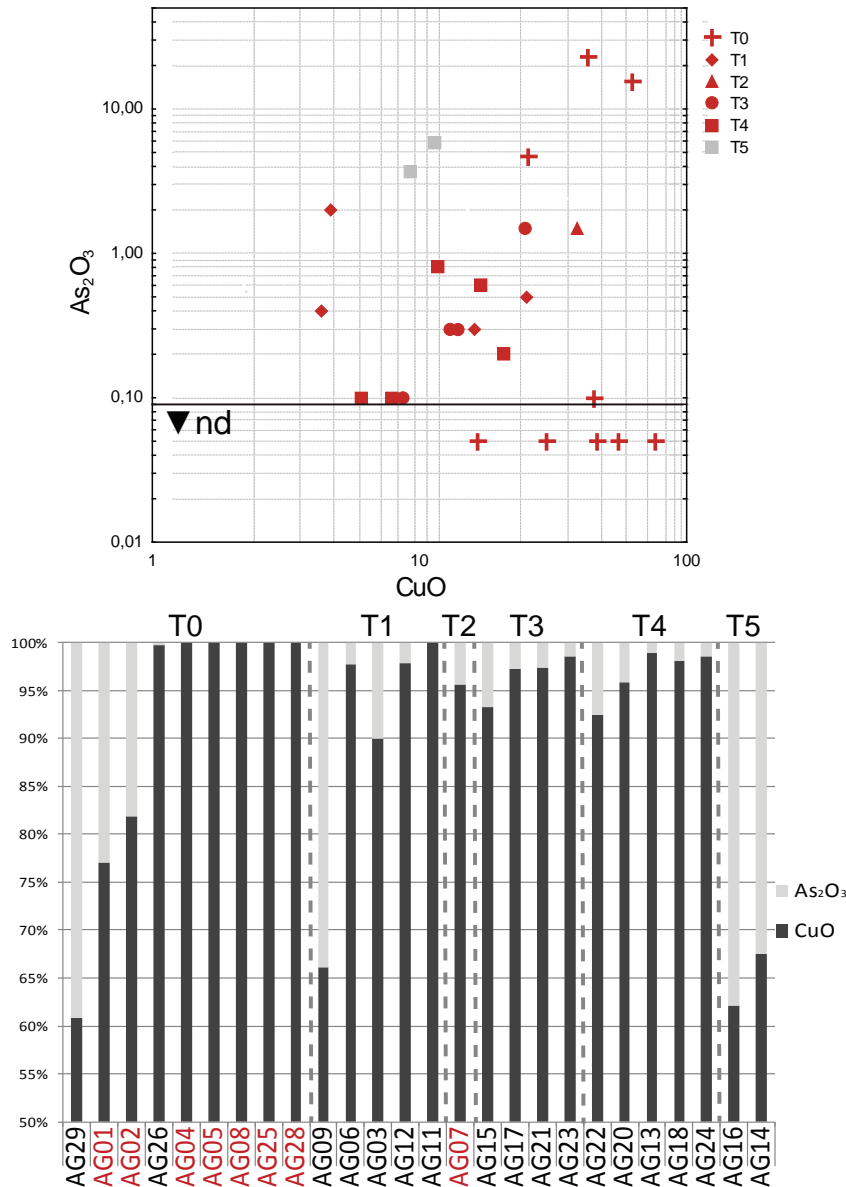 T0
T1
T2
T3
T4
T5
10,00
1,00
0,10
0,01
As₂O₃
nd
1
10
100
CuO
T0 T1 T2 T3 T4 T5
100%
95%
90%
85%
80%
75%
70%
65%
60%
55%
50%
As₂O₃
CuO
AG29
AG01
AG02
AG26
AG04
AG05
AG08
AG25
AG28
AG09
AG06
AG03
AG12
AG11
AG07
AG15
AG17
AG21
AG23
AG22
AG20
AG13
AG18
AG24
AG16
AG14